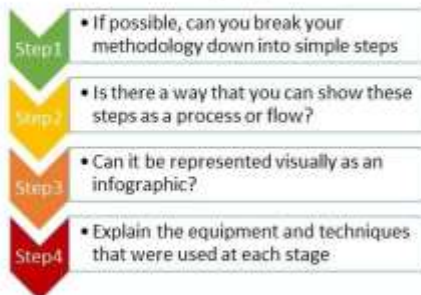 Step1
• If possible, can you break your
methodology down into simple steps
Step2
• Is there a way that you can show these
steps as a process or flow?
Step3
• Can it be represented visually as an
infographic?
Step4
• Explain the equipment and techniques
that were used at each stage